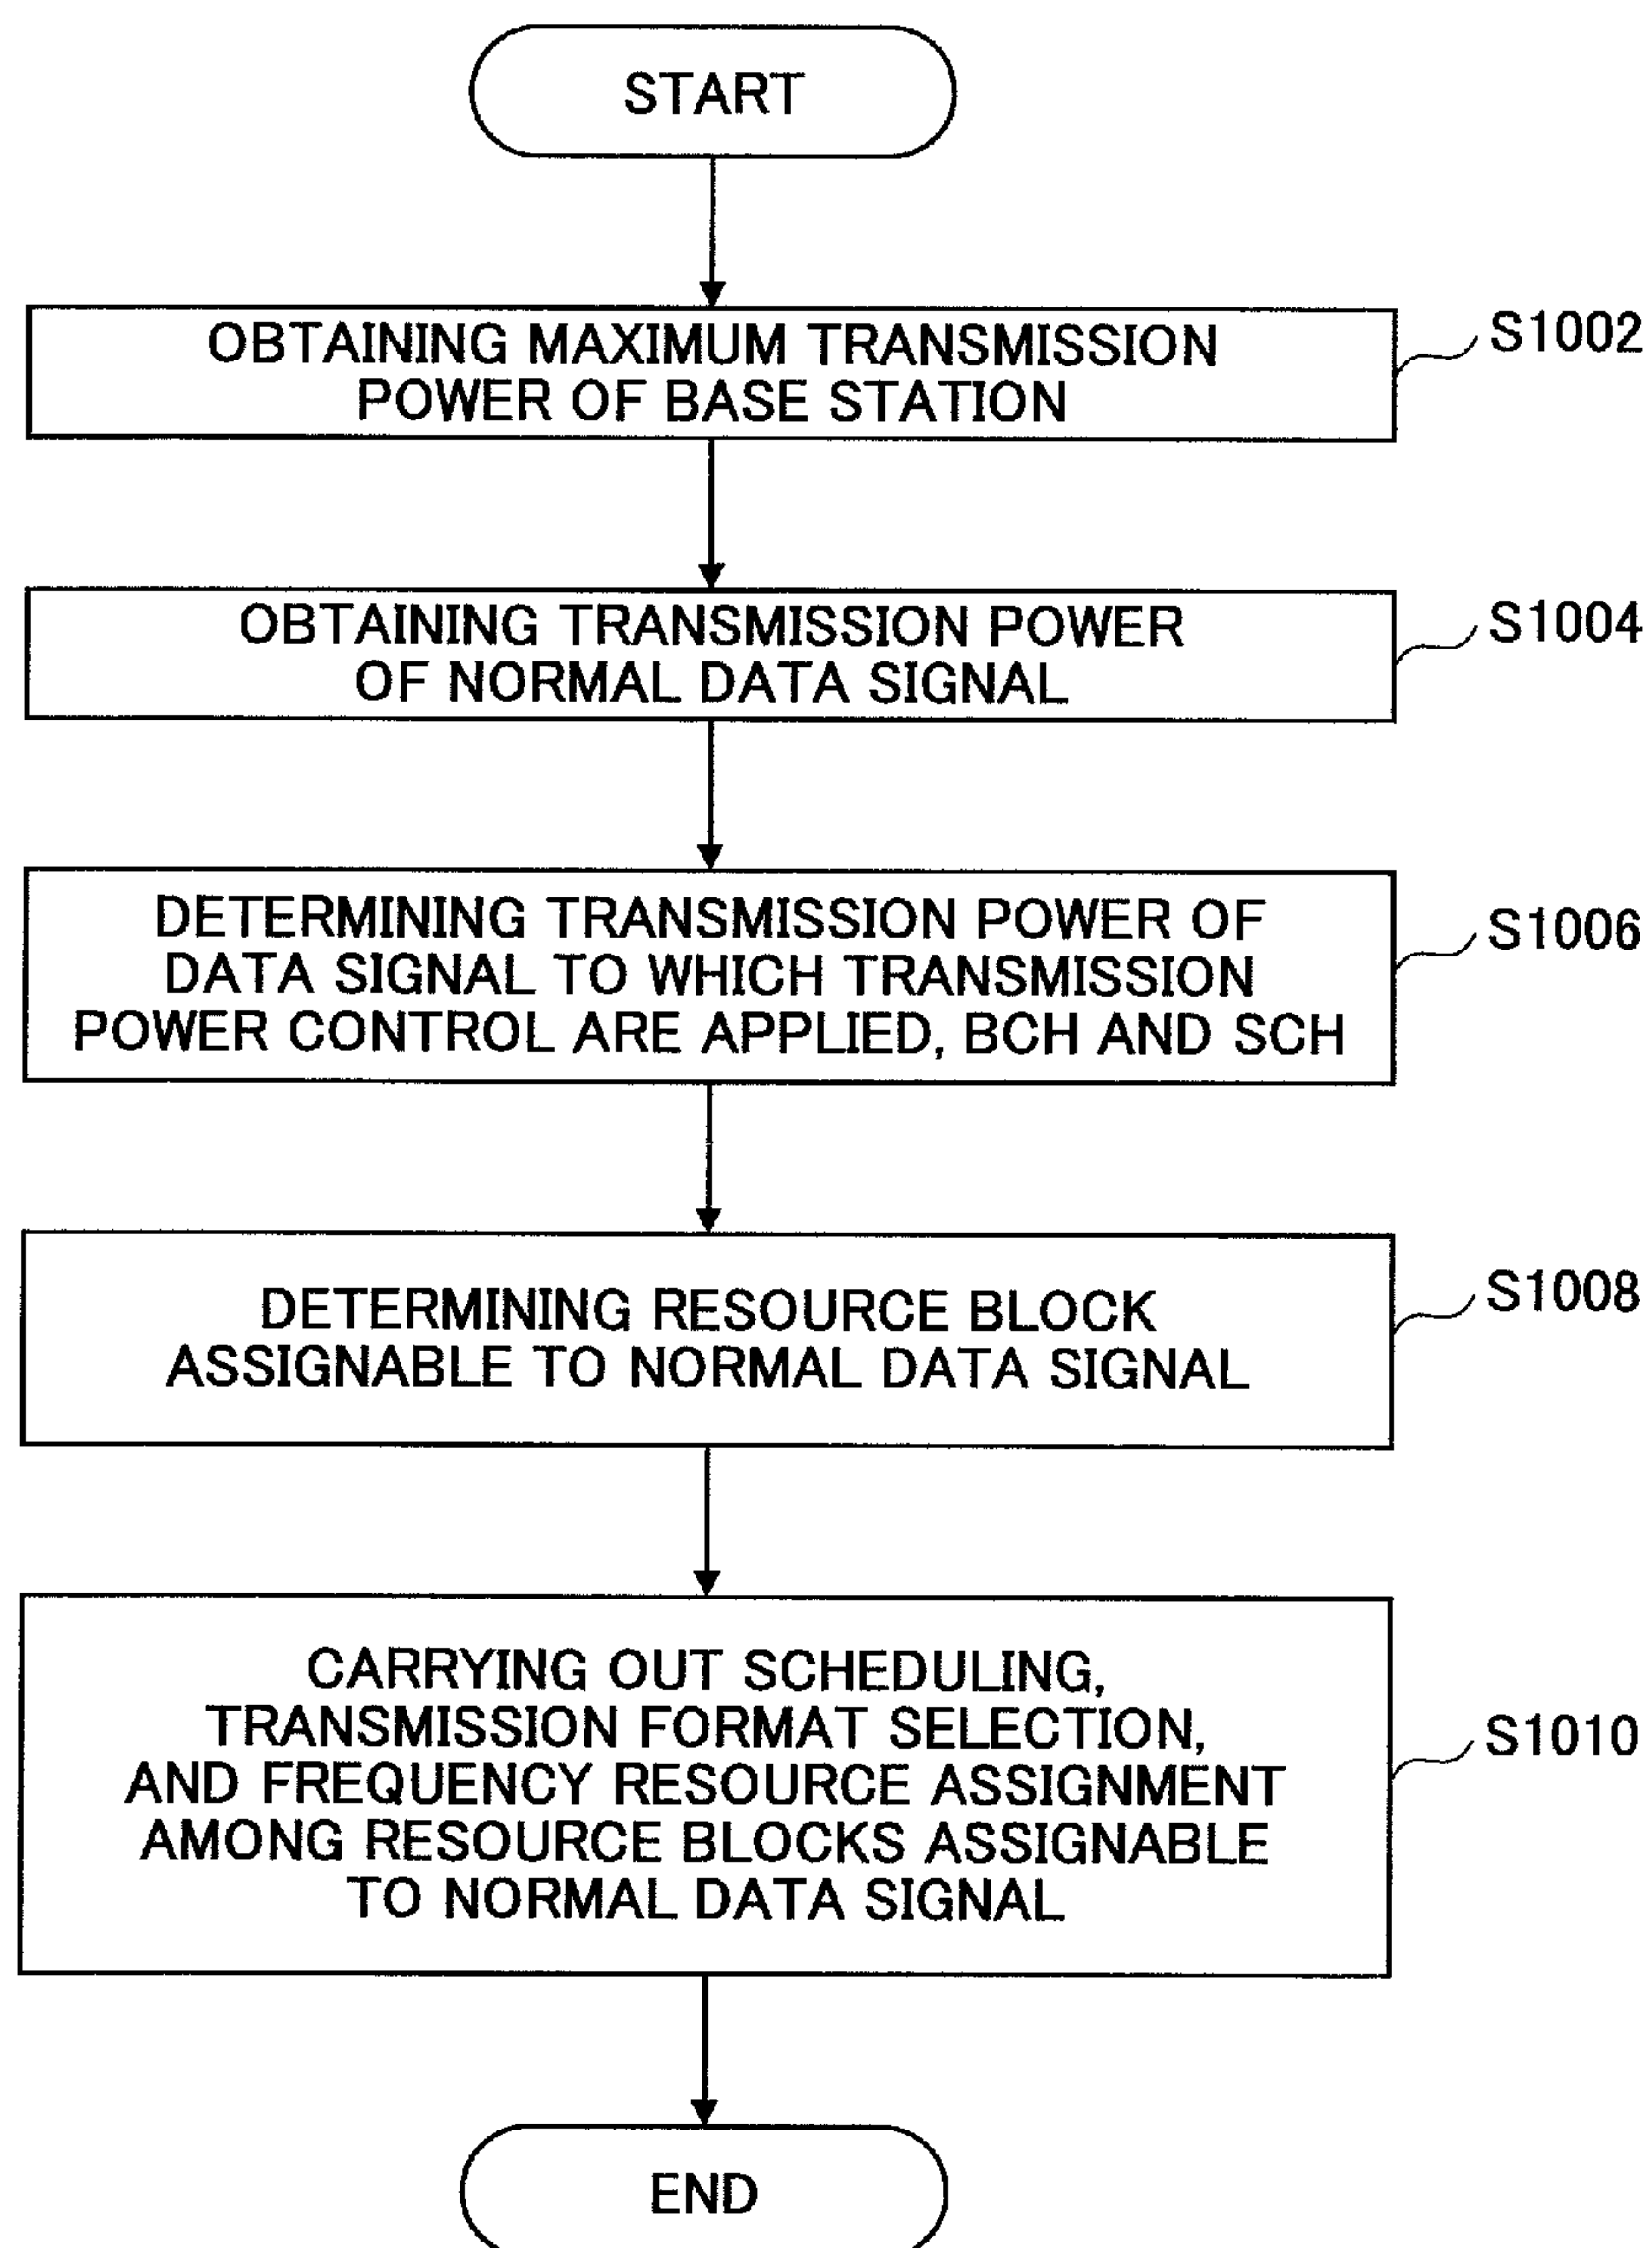 START
OBTAINING MAXIMUM TRANSMISSION
POWER OF BASE STATION
S1002
OBTAINING TRANSMISSION POWER
OF NORMAL DATA SIGNAL
S1004
DETERMINING TRANSMISSION POWER OF
DATA SIGNAL TO WHICH TRANSMISSION
POWER CONTROL ARE APPLIED, BCH AND SCH
S1006
DETERMINING RESOURCE BLOCK
ASSIGNABLE TO NORMAL DATA SIGNAL
S1008
CARRYING OUT SCHEDULING,
TRANSMISSION FORMAT SELECTION,
AND FREQUENCY RESOURCE ASSIGNMENT
AMONG RESOURCE BLOCKS ASSIGNABLE
TO NORMAL DATA SIGNAL
S1010
END